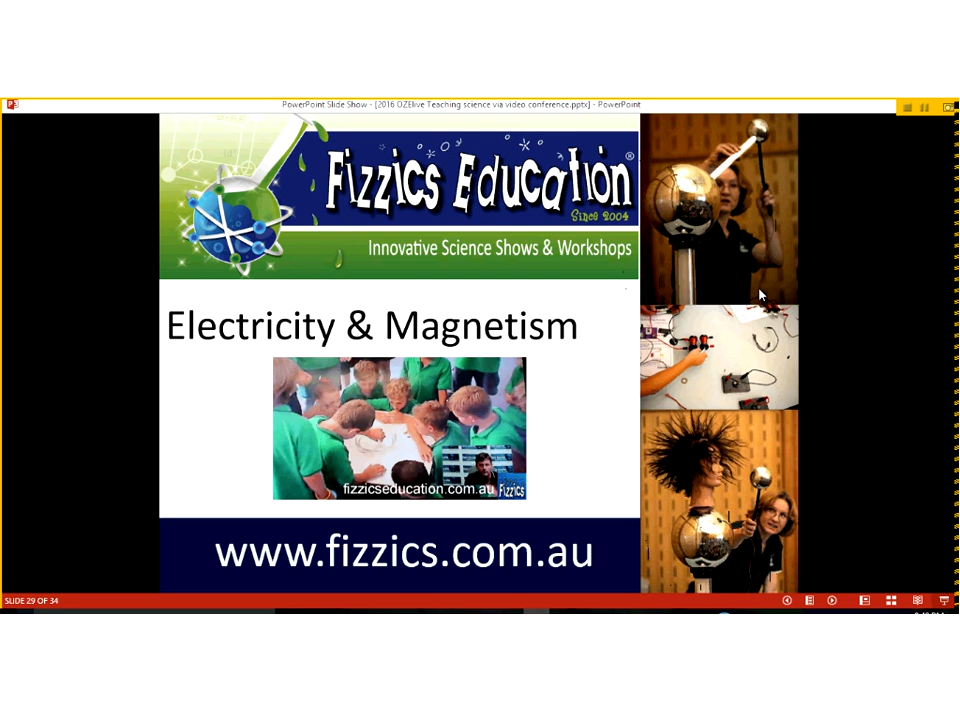 PowerPoint Slide Show - [2016 OZElive Teaching science via video conference.pptx] - PowerPoint
Fizzics Education®
Since 2004
Innovative Science Shows & Workshops
Electricity & Magnetism
fizzicseducation.com.au
Fizzics
www.fizzics.com.au
SLIDE 29 OF 34